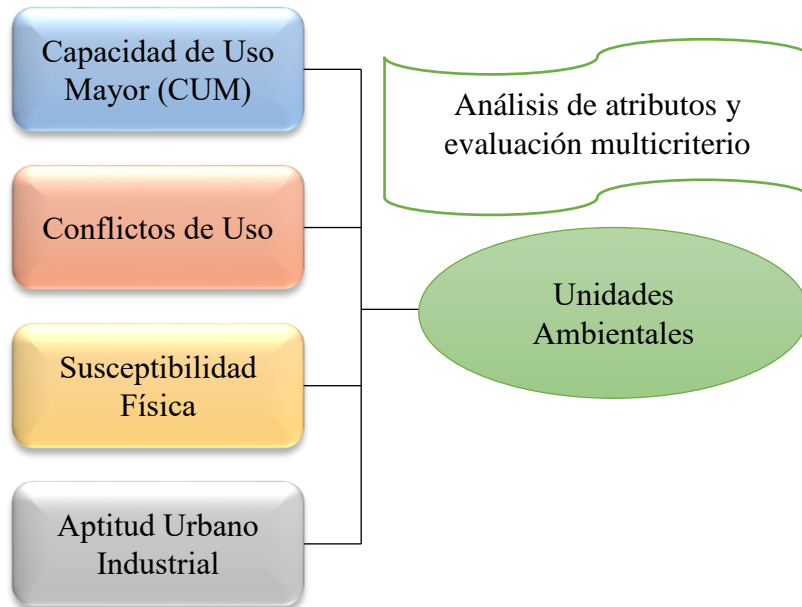 Capacidad de Uso
Mayor (CUM)
Análisis de atributos y
evaluación multicriterio
Conflictos de Uso
Unidades
Ambientales
Susceptibilidad
Física
Aptitud Urbano
Industrial